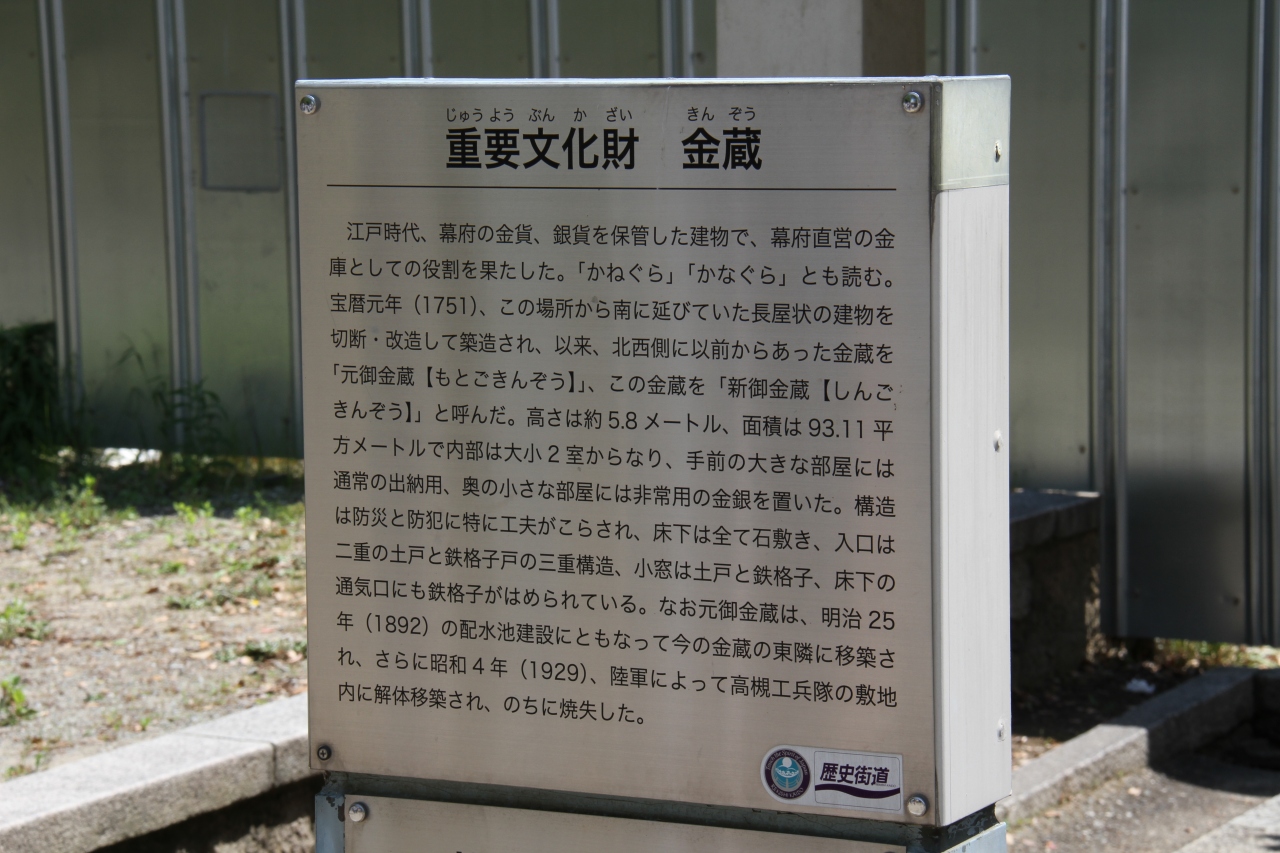 じゅう よう ぶん か ざい きん ぞう
重要文化財 金蔵
江戸時代、幕府の金貨、銀貨を保管した建物で、幕府直営の金
庫としての役割を果たした。「かねぐら」「かなぐら」とも読む。
宝暦元年（1751）、この場所から南に延びていた長屋状の建物を
切断・改造して築造され、以来、北西側に以前からあった金蔵を
「元御金蔵【もとごきんぞう】」、この金蔵を「新御金蔵【しんご
きんぞう】」と呼んだ。高さは約 5.8 メートル、面積は 93.11 平
方メートルで内部は大小 2 室からなり、手前の大きな部屋には
通常の出納用、奥の小さな部屋には非常用の金銀を置いた。構造
は防災と防犯に特に工夫がこらされ、床下は全て石敷き、入口は
二重の土戸と鉄格子戸の三重構造、小窓は土戸と鉄格子、床下の
通気口にも鉄格子がはめられている。なお元御金蔵は、明治 25
年（1892）の配水池建設にともなって今の金蔵の東隣に移築さ
れ、さらに昭和 4 年（1929）、陸軍によって高槻工兵隊の敷地
内に解体移築され、のちに焼失した。
歴史街道